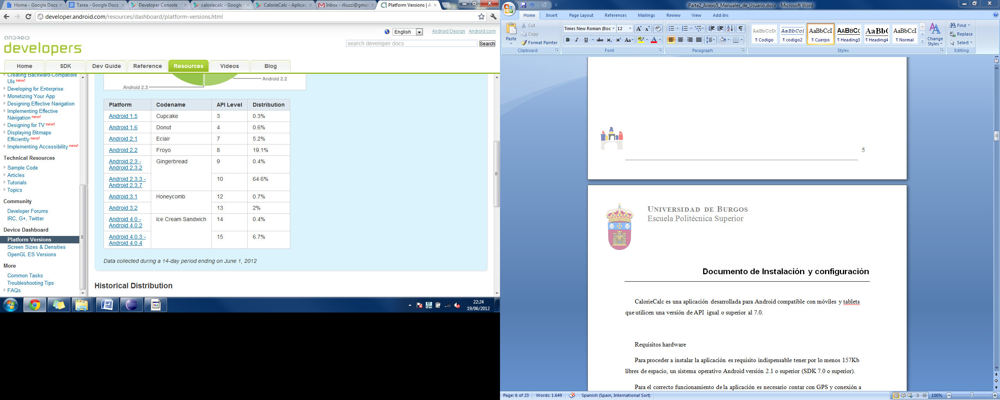 Home - Google Docs
Tarea - Google Docs
Developer Console
caloriecalc - Google
CalorieCalc - Aplicac
Inbox - rliuzzi@gmai
Platform Versions | A
developer.android.com/resources/dashboard/platform-versions.html
English
Android Design
Android.com
android
developers
search developer docs
Search
Home
SDK
Dev Guide
Reference
Resources
Videos
Blog
Creating Backward-Compatible
UIs new!
Developing for Enterprise
Monetizing Your App
Designing Effective Navigation
Implementing Effective
Navigation new!
Designing for TV new!
Displaying Bitmaps
Efficiently new!
Implementing Accessibility new!
Technical Resources
Sample Code
Articles
Tutorials
Topics
Community
Developer Forums
IRC, G+, Twitter
Device Dashboard
Platform Versions
Screen Sizes & Densities
OpenGL ES Versions
More
Common Tasks
Troubleshooting Tips
FAQs
Android 2.2
Android 2.3
Platform Codename API Level Distribution
Android 1.5 Cupcake 3 0.3%
Android 1.6 Donut 4 0.6%
Android 2.1 Eclair 7 5.2%
Android 2.2 Froyo 8 19.1%
Android 2.3 - Gingerbread 9 0.4%
Android 2.3.2
Android 2.3.3 - 10 64.6%
Android 2.3.7
Android 3.1 Honeycomb 12 0.7%
Android 3.2 13 2%
Android 4.0 - Ice Cream Sandwich 14 0.4%
Android 4.0.2
Android 4.0.3 - 15 6.7%
Android 4.0.4
Data collected during a 14-day period ending on June 1, 2012
Historical Distribution
61
cpu
22:24
19/06/2012
Parte2_Anexo5_Manuales_de_Usuario.docx - Microsoft Word
Home
Insert
Page Layout
References
Mailings
Review
View
Add-Ins
Paste
Cut
Copy
Format Painter
Clipboard
Times New Roman (Boc
12
Font
Paragraph
AaBbCcDc
¶ Codigo
AaBbCcI
¶ codigo2
AaBbCcI
¶ Cuerpo
AABBCC
¶ Heading3
AaBb(
¶ Heading4
AaBbCcI
¶ Normal
Change
Styles
Styles
Find
Replace
Select
Editing
5
UNIVERSIDAD DE BURGOS
Escuela Politécnica Superior
Documento de Instalación y configuración
CalorieCalc es una aplicación desarrollada para Android compatible con móviles y tablets
que utilicen una versión de API igual o superior al 7.0.
Requisitos hardware
Para proceder a instalar la aplicación es requisito indispensable tener por lo menos 157Kb
libres de espacio, un sistema operativo Android versión 2.1 o superior (SDK 7.0 o superior).
Para el correcto funcionamiento de la aplicación es necesario contar con GPS y conexión a
Page: 6 of 23
Words: 1.649
Spanish (Spain, International Sort)
100%